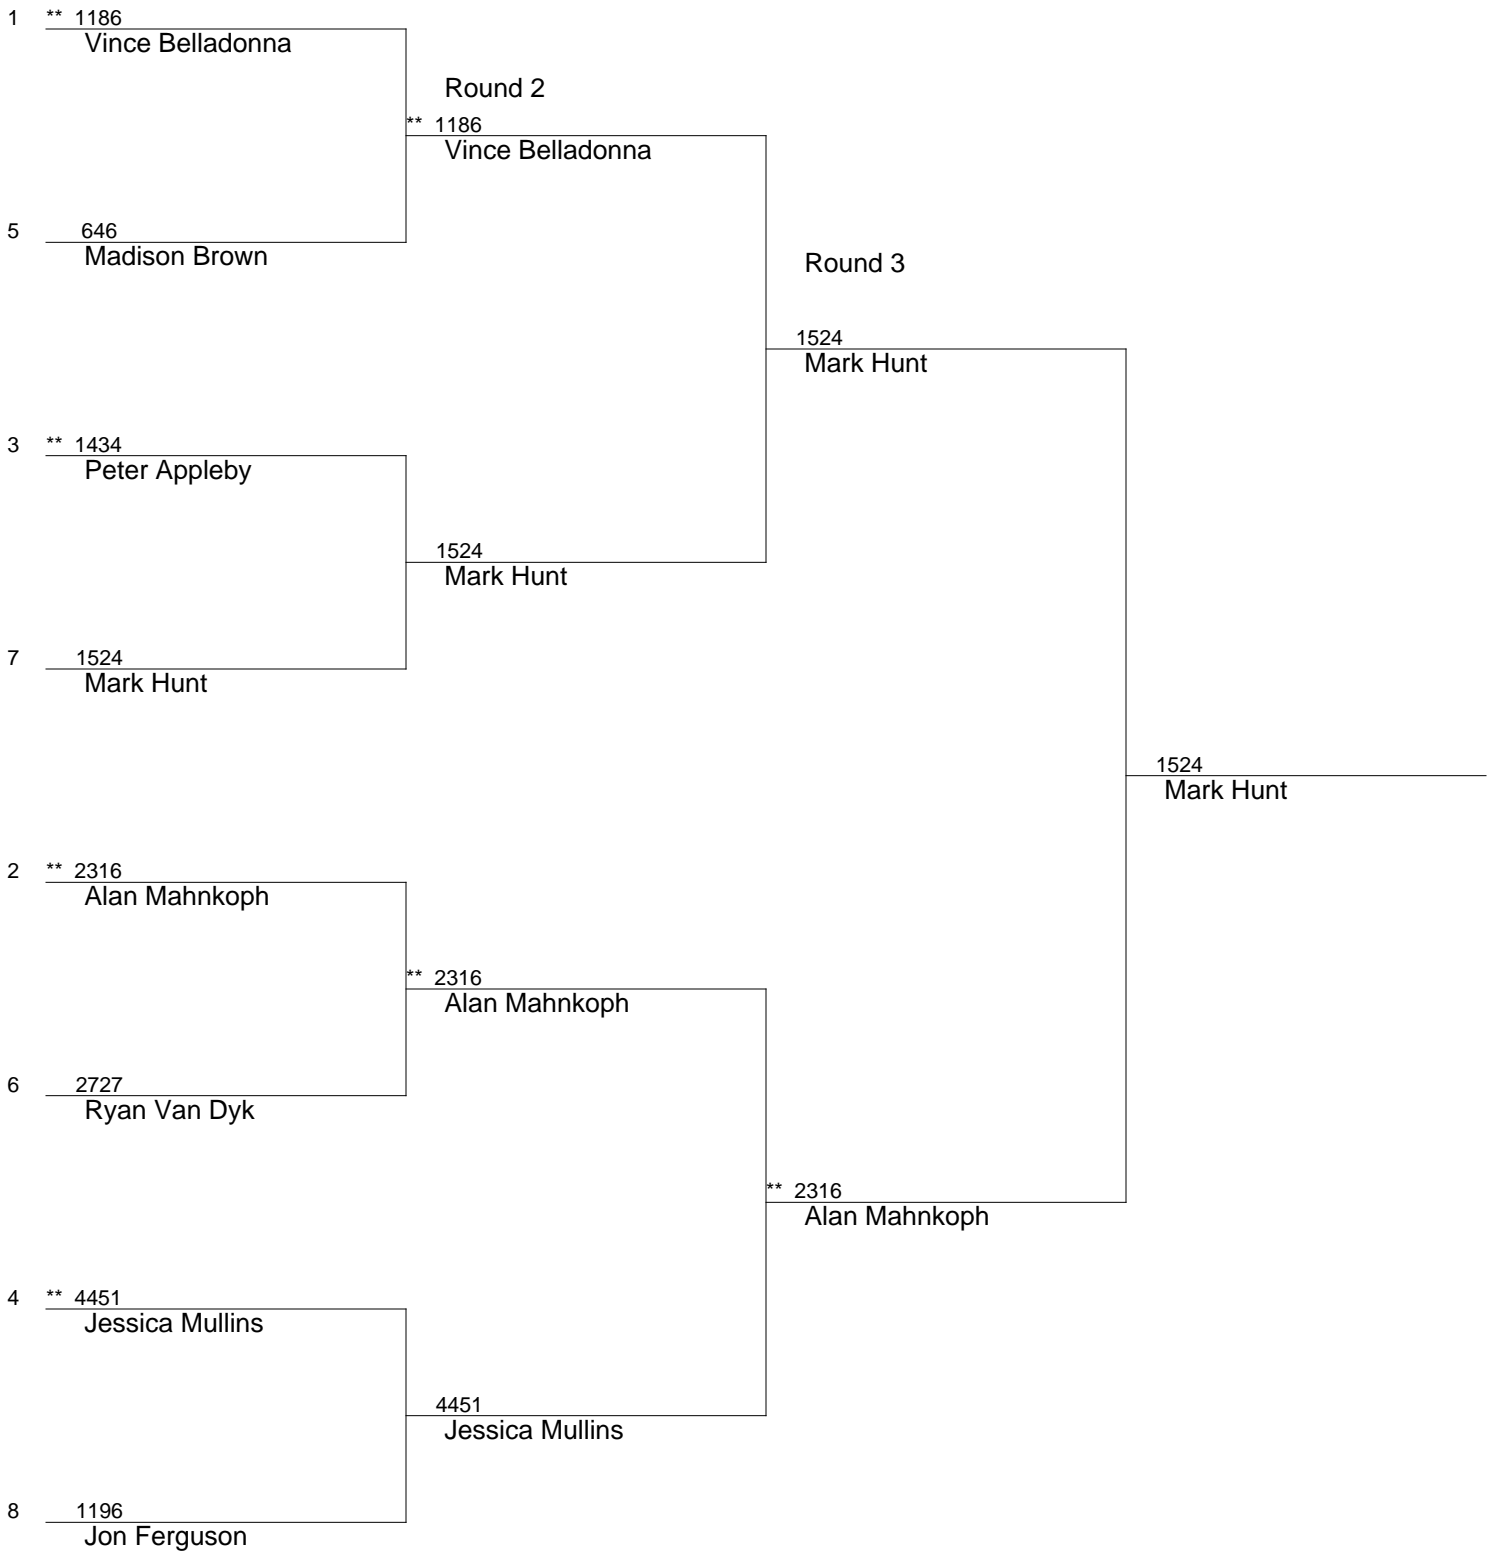 1 ** 1186
Vince Belladonna
Round 2
** 1186
Vince Belladonna
5 646
Madison Brown
Round 3
1524
Mark Hunt
3 ** 1434
Peter Appleby
1524
Mark Hunt
7 1524
Mark Hunt
1524
Mark Hunt
2 ** 2316
Alan Mahnkoph
** 2316
Alan Mahnkoph
6 2727
Ryan Van Dyk
** 2316
Alan Mahnkoph
4 ** 4451
Jessica Mullins
4451
Jessica Mullins
8 1196
Jon Ferguson